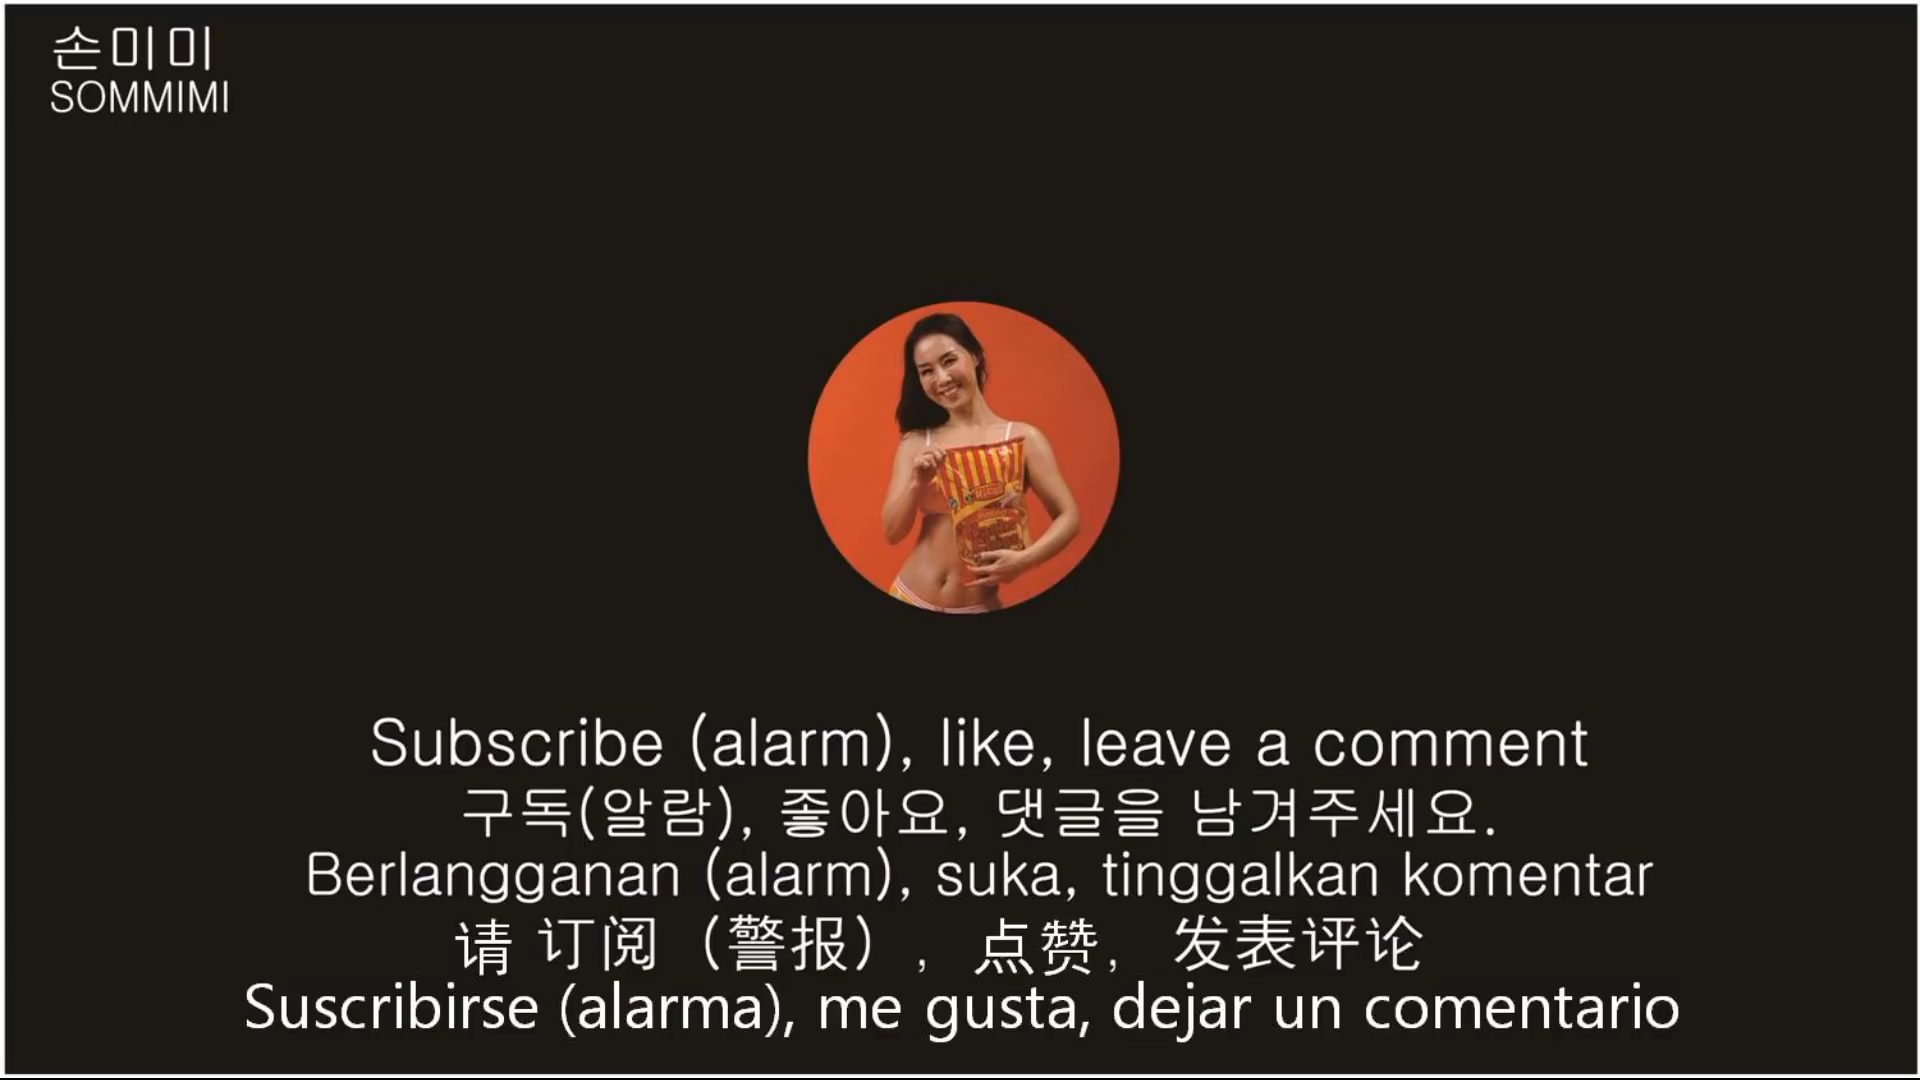 손미미
SOMMIMI
Subscribe (alarm), like, leave a comment
구독(알람), 좋아요, 댓글을 남겨주세요.
Berlangganan (alarm), suka, tinggalkan komentar
请 订阅（警报）, 点赞, 发表评论
Suscribirse (alarma), me gusta, dejar un comentario